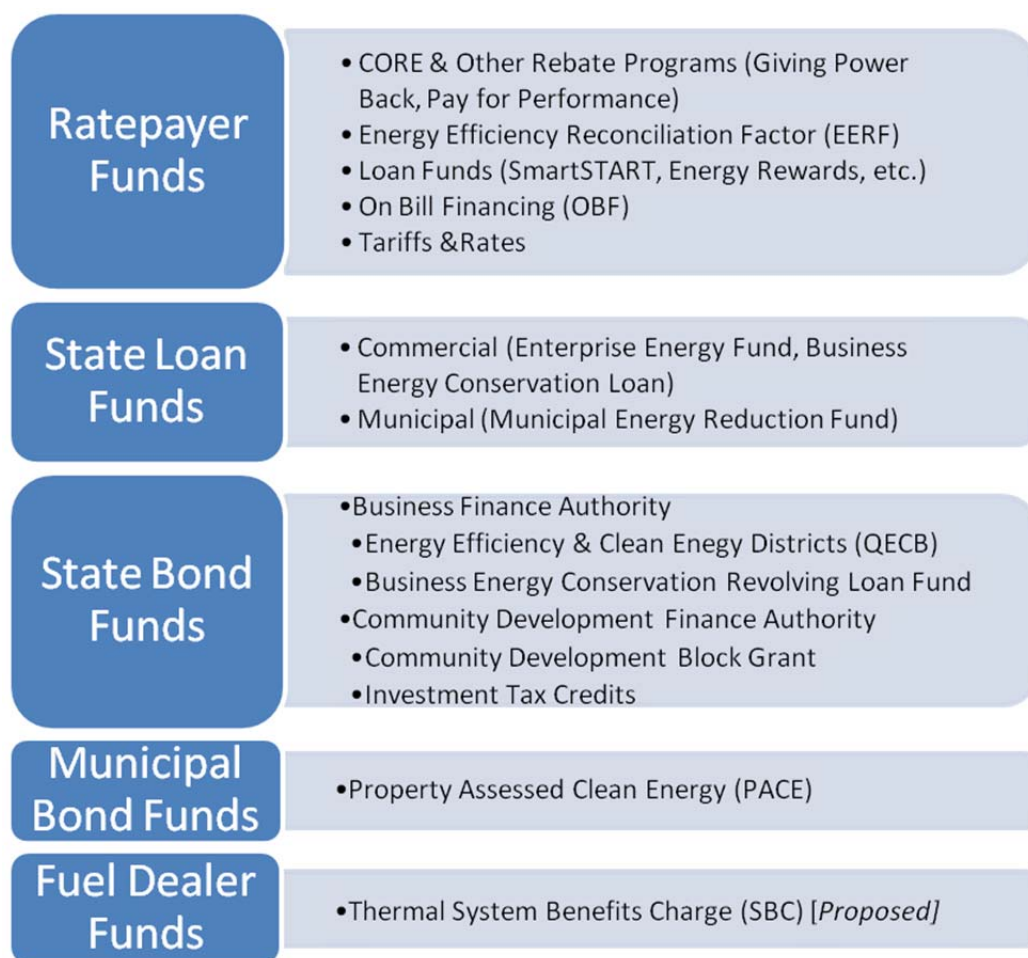 Ratepayer
Funds
• CORE & Other Rebate Programs (Giving Power
Back, Pay for Performance)
• Energy Efficiency Reconciliation Factor (EERF)
• Loan Funds (SmartSTART, Energy Rewards, etc.)
• On Bill Financing (OBF)
• Tariffs &Rates
State Loan
Funds
• Commercial (Enterprise Energy Fund, Business
Energy Conservation Loan)
• Municipal (Municipal Energy Reduction Fund)
State Bond
Funds
•Business Finance Authority
•Energy Efficiency & Clean Enegy Districts (QECB)
•Business Energy Conservation Revolving Loan Fund
•Community Development Finance Authority
•Community Development Block Grant
•Investment Tax Credits
Municipal
Bond Funds
•Property Assessed Clean Energy (PACE)
Fuel Dealer
Funds
•Thermal System Benefits Charge (SBC) [Proposed]